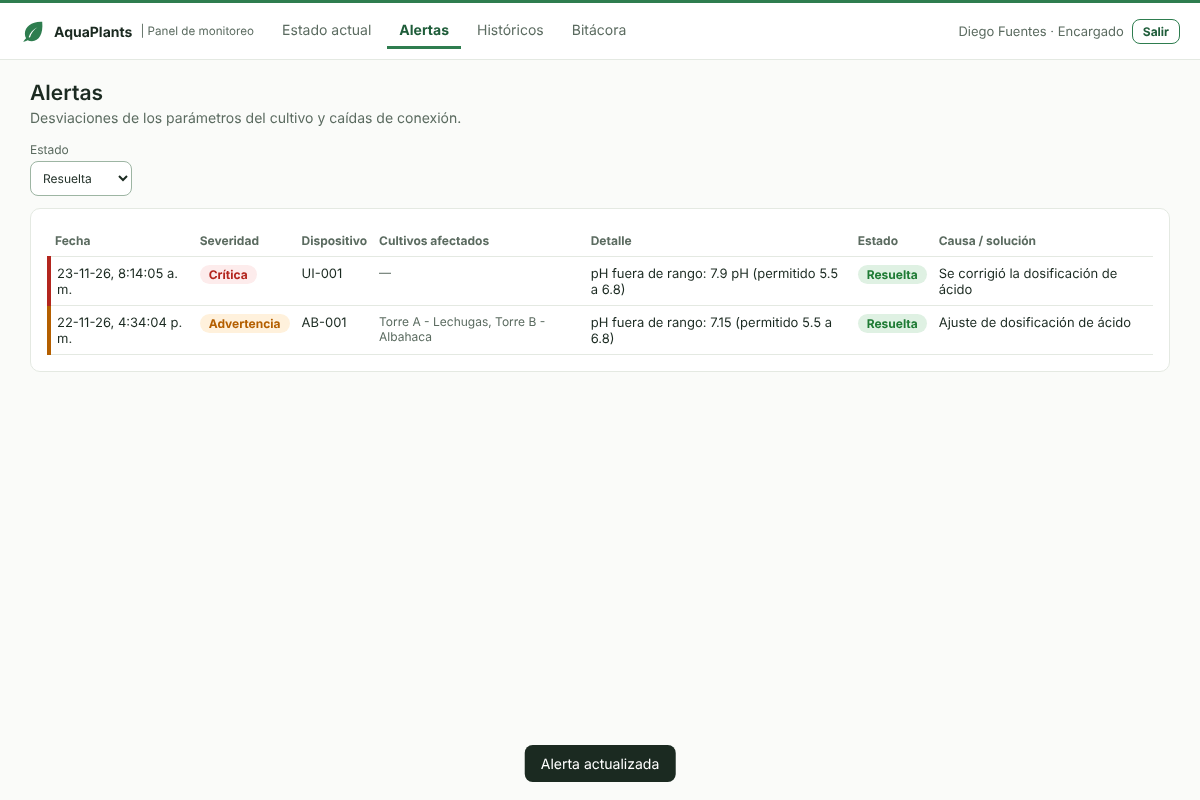 AquaPlants | Panel de monitoreo Estado actual Alertas Históricos Bitácora Diego Fuentes · Encargado Salir
Alertas
Desviaciones de los parámetros del cultivo y caídas de conexión.
Estado
Resuelta
Fecha Severidad Dispositivo Cultivos afectados Detalle Estado Causa / solución
23-11-26, 8:14:05 a. Crítica UI-001 — pH fuera de rango: 7.9 pH (permitido 5.5 Resuelta Se corrigió la dosificación de
m. a 6.8) ácido
22-11-26, 4:34:04 p. Advertencia AB-001 Torre A - Lechugas, Torre B - pH fuera de rango: 7.15 (permitido 5.5 a Resuelta Ajuste de dosificación de ácido
m. Albahaca 6.8)
Alerta actualizada